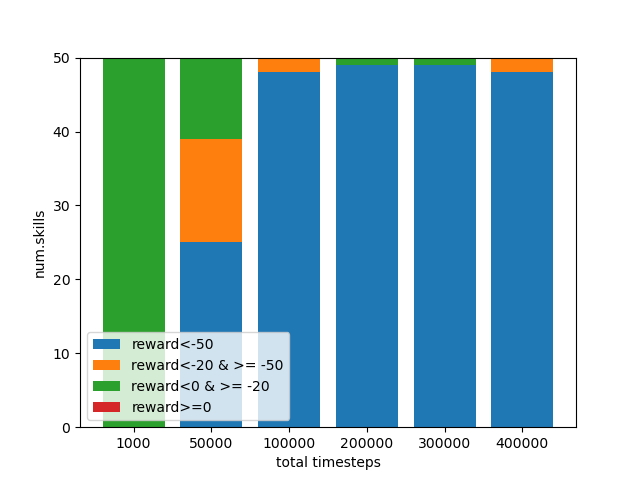 50
40
30
20
10
0
num.skills
reward<-50
reward<-20 & >= -50
reward<0 & >= -20
reward>=0
1000 50000 100000 200000 300000 400000
total timesteps